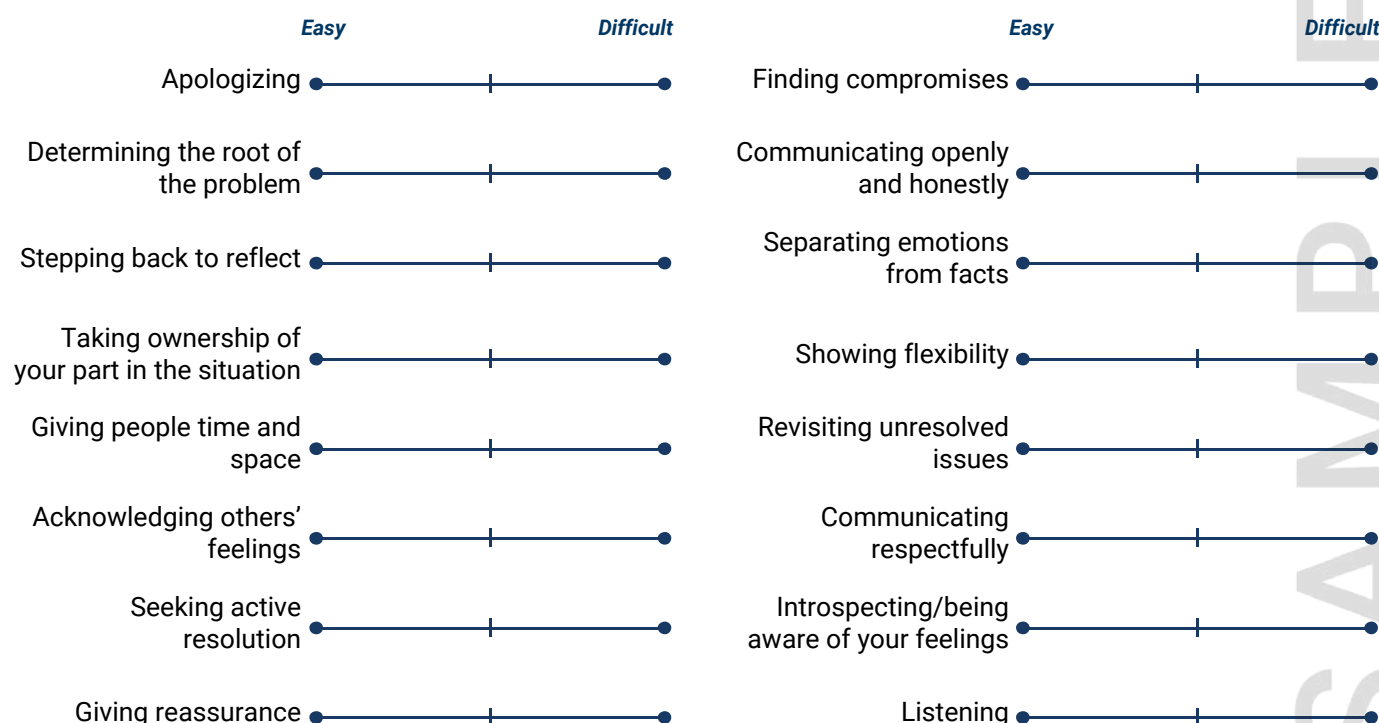 Easy Difficult
Apologizing
Determining the root of
the problem
Stepping back to reflect
Taking ownership of
your part in the situation
Giving people time and
space
Acknowledging others’
feelings
Seeking active
resolution
Giving reassurance
Easy Difficult
Finding compromises
Communicating openly
and honestly
Separating emotions
from facts
Showing flexibility
Revisiting unresolved
issues
Communicating
respectfully
Introspecting/being
aware of your feelings
Listening
SAMPLE